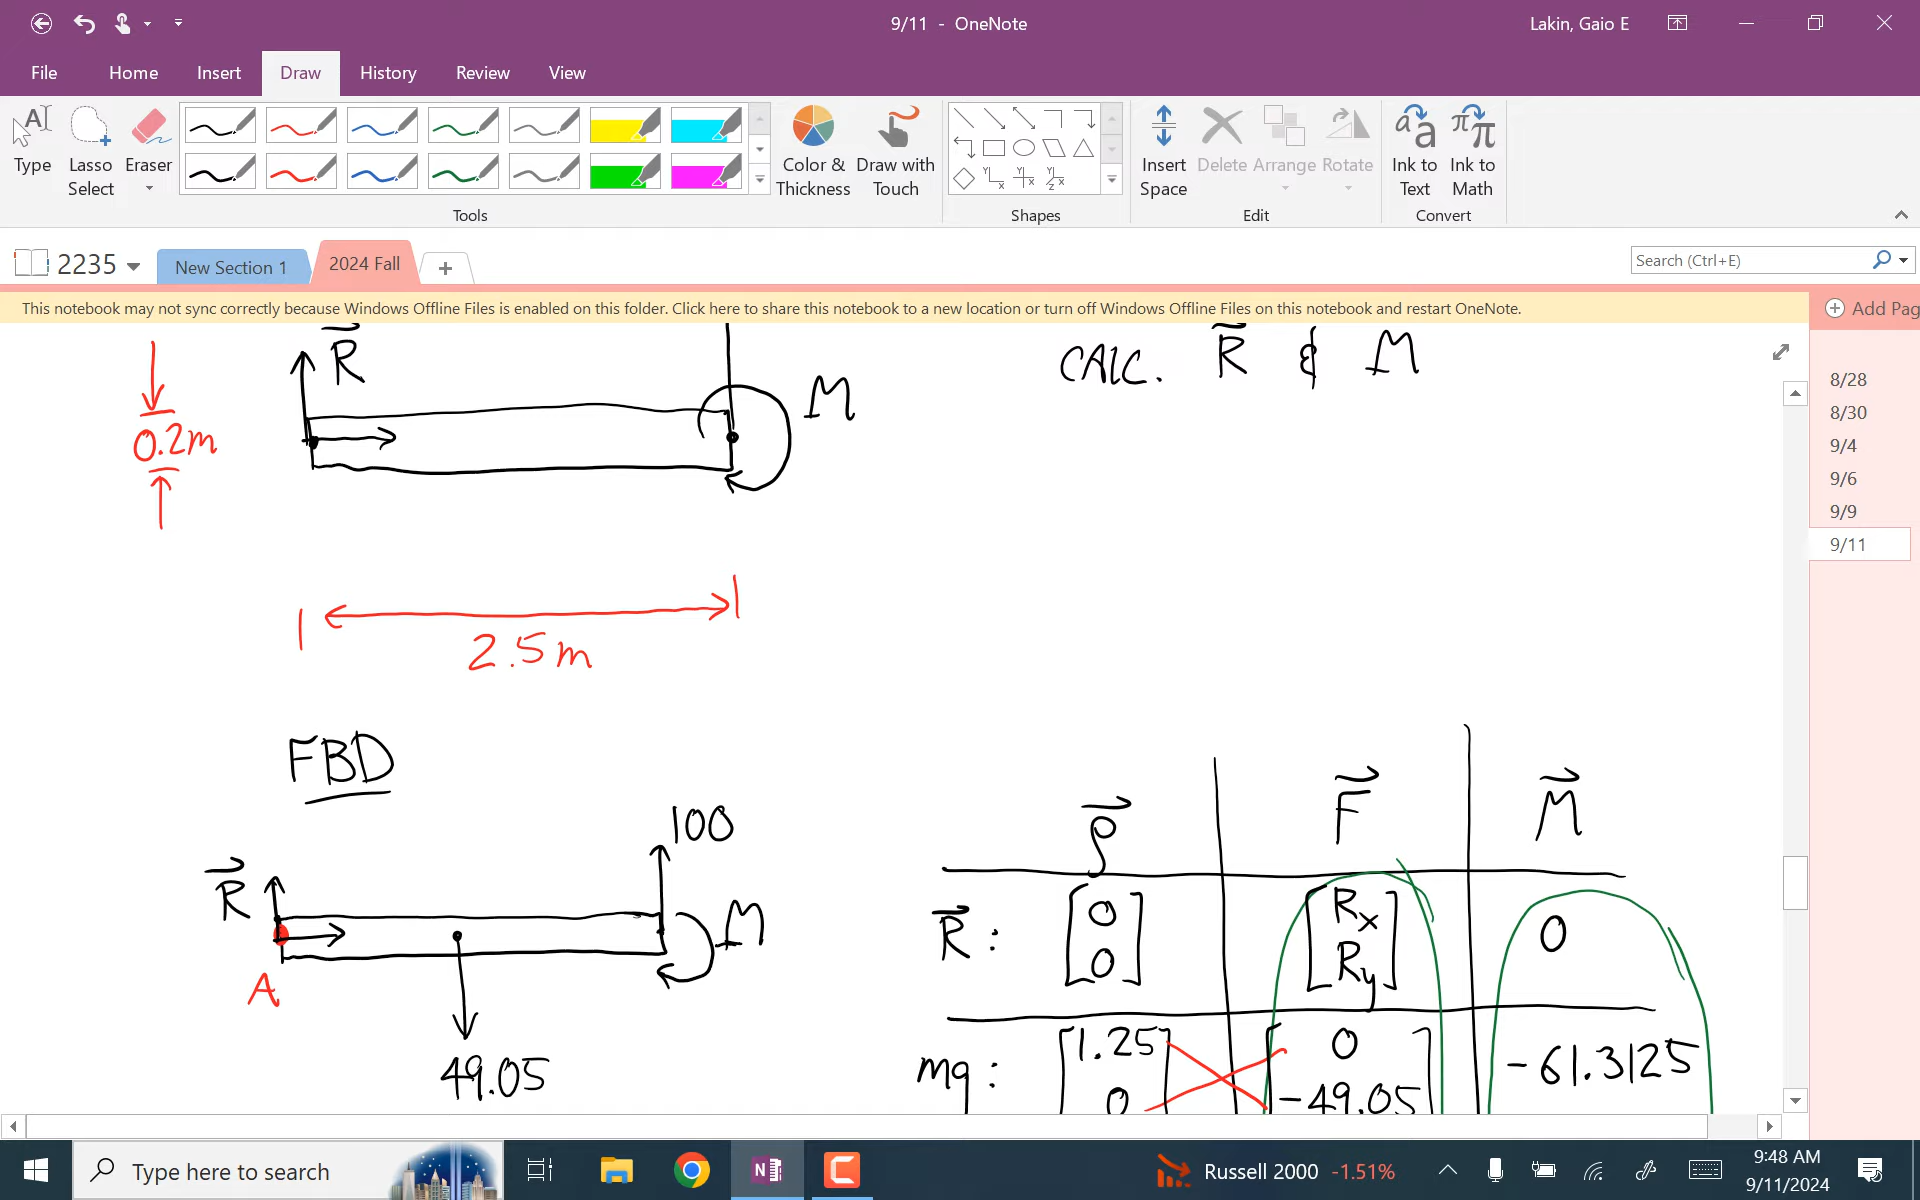 9/11 - OneNote
Lakin, Gaio E
File Home Insert Draw History Review View
Type
Lasso Select
Eraser
Color & Thickness
Draw with Touch
Insert Space
Delete
Arrange
Rotate
Ink to Text
Ink to Math
Tools
Shapes
Edit
Convert
2235
New Section 1
2024 Fall
Search (Ctrl+E)
This notebook may not sync correctly because Windows Offline Files is enabled on this folder. Click here to share this notebook to a new location or turn off Windows Offline Files on this notebook and restart OneNote.
Add Pag
8/28
8/30
9/4
9/6
9/9
9/11
R
M
0.2m
2.5m
CALC. R & M
FBD
R
100
M
A
49.05
ρ F M
R: [0 0] [Rx Ry] 0
mg: [1.25 0] [0 -49.05] -61.3125
Type here to search
Russell 2000 -1.51%
9:48 AM
9/11/2024